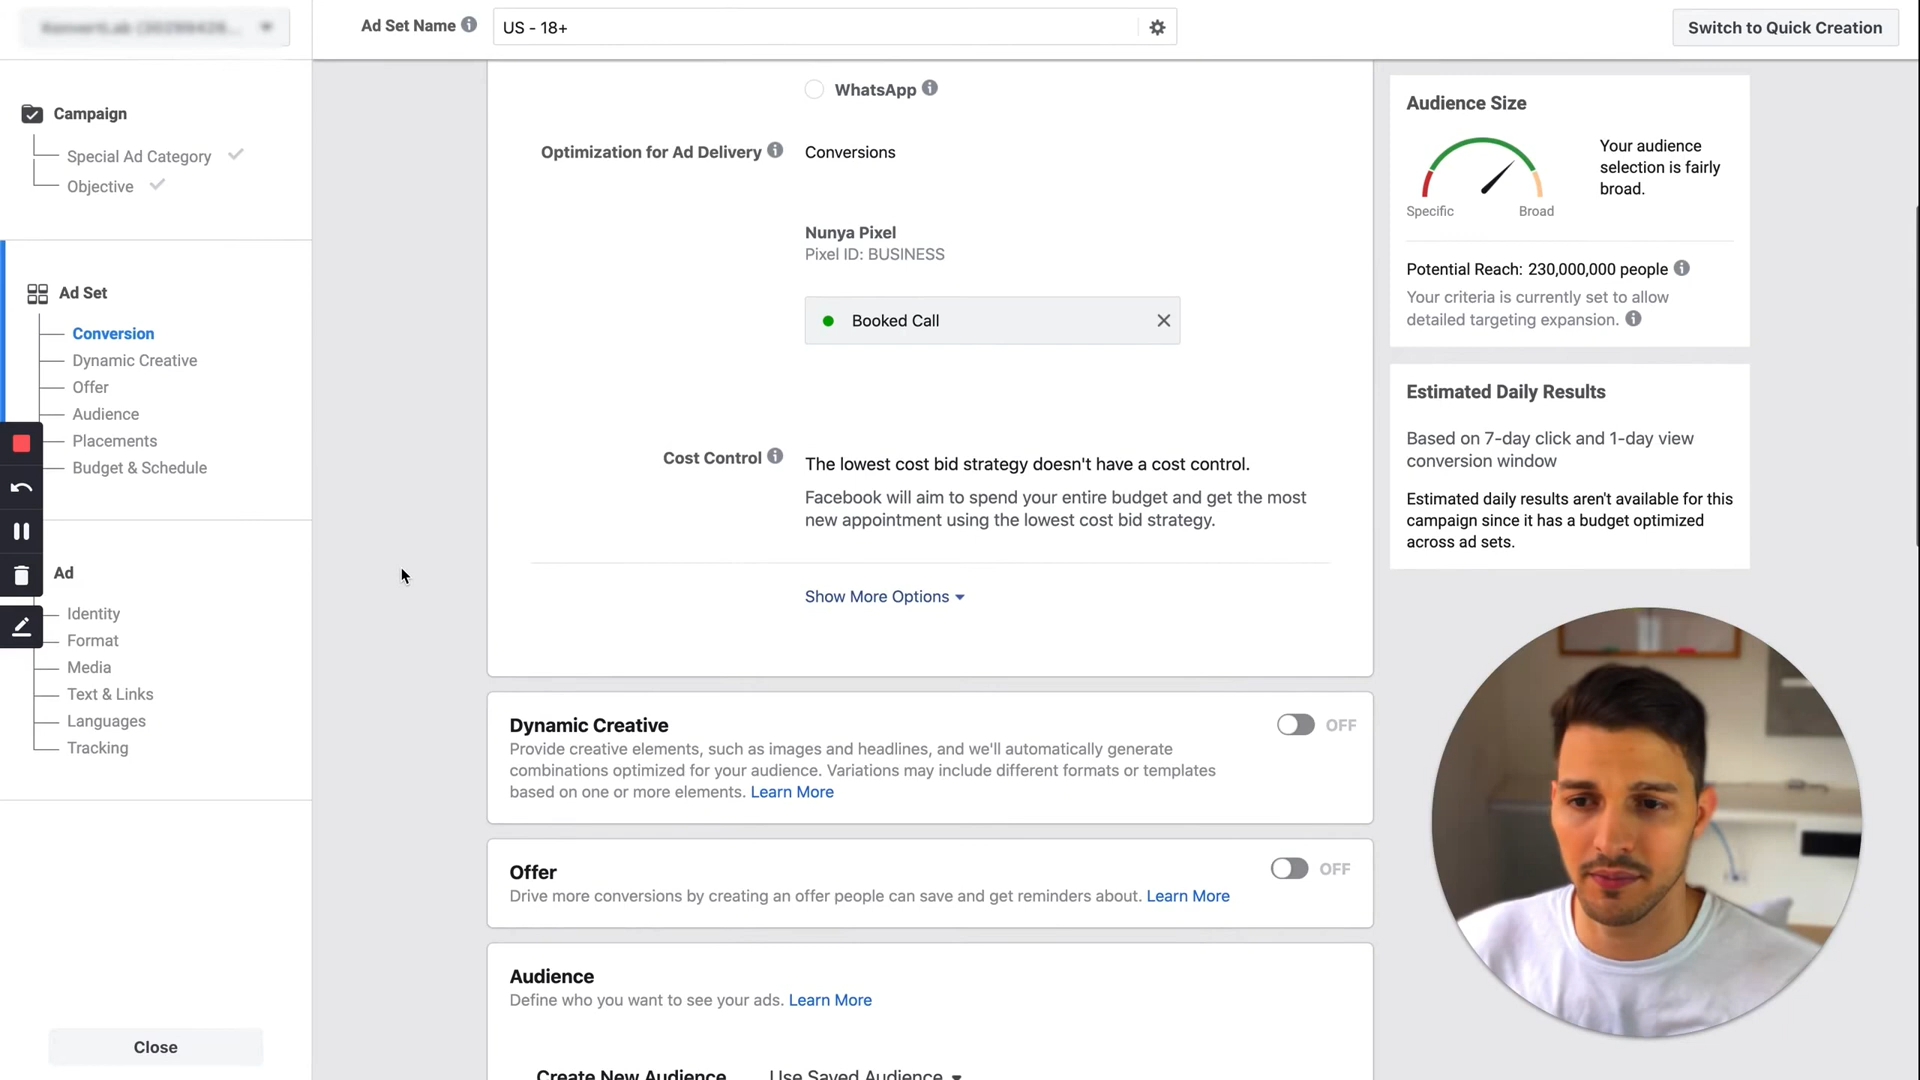 Ad Set Name
US - 18+
Switch to Quick Creation
Campaign
Special Ad Category
Objective
Ad Set
Conversion
Dynamic Creative
Offer
Audience
Placements
Budget & Schedule
Ad
Identity
Format
Media
Text & Links
Languages
Tracking
Close
WhatsApp
Optimization for Ad Delivery
Conversions
Nunya Pixel
Pixel ID: BUSINESS
Booked Call
Cost Control
The lowest cost bid strategy doesn't have a cost control.
Facebook will aim to spend your entire budget and get the most
new appointment using the lowest cost bid strategy.
Show More Options
Dynamic Creative
OFF
Provide creative elements, such as images and headlines, and we'll automatically generate
combinations optimized for your audience. Variations may include different formats or templates
based on one or more elements. Learn More
Offer
OFF
Drive more conversions by creating an offer people can save and get reminders about. Learn More
Audience
Define who you want to see your ads. Learn More
Create New Audience
Use Saved Audience
Audience Size
Your audience
selection is fairly
broad.
Specific
Broad
Potential Reach: 230,000,000 people
Your criteria is currently set to allow
detailed targeting expansion.
Estimated Daily Results
Based on 7-day click and 1-day view
conversion window
Estimated daily results aren't available for this
campaign since it has a budget optimized
across ad sets.